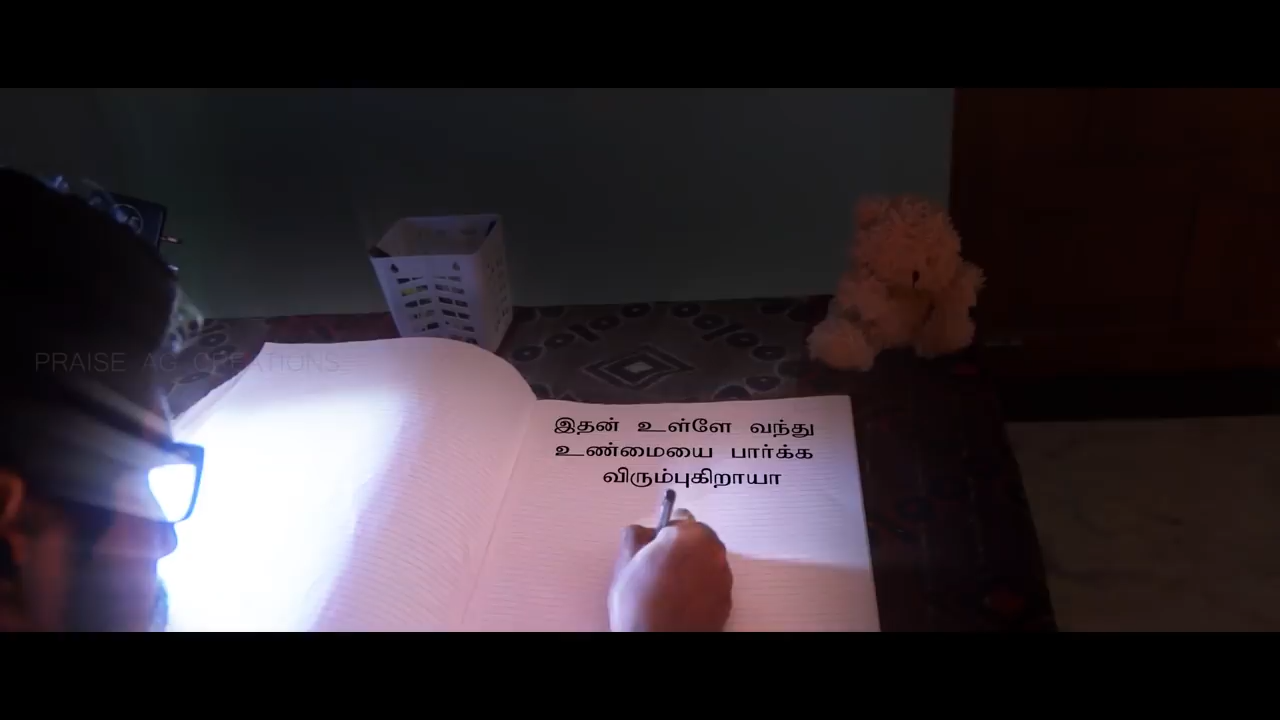 PRAISE AG CREATIONS
இதன் உள்ளே வந்து
உண்மையை பார்க்க
விரும்புகிறாயா